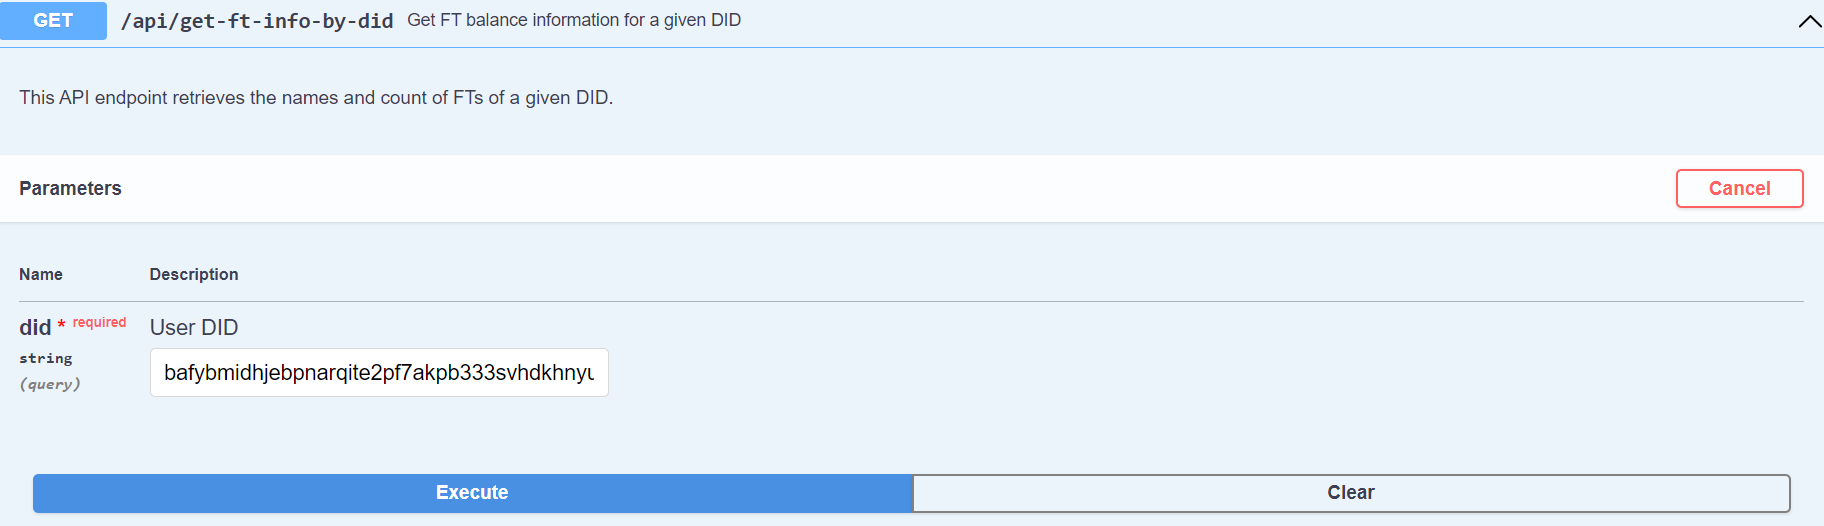 GET /api/get-ft-info-by-did Get FT balance information for a given DID
This API endpoint retrieves the names and count of FTs of a given DID.
Parameters Cancel
Name Description
did * required User DID
string
bafybmidhjebpnarqite2pf7akpb333svhdkhnyu
(query)
Execute Clear